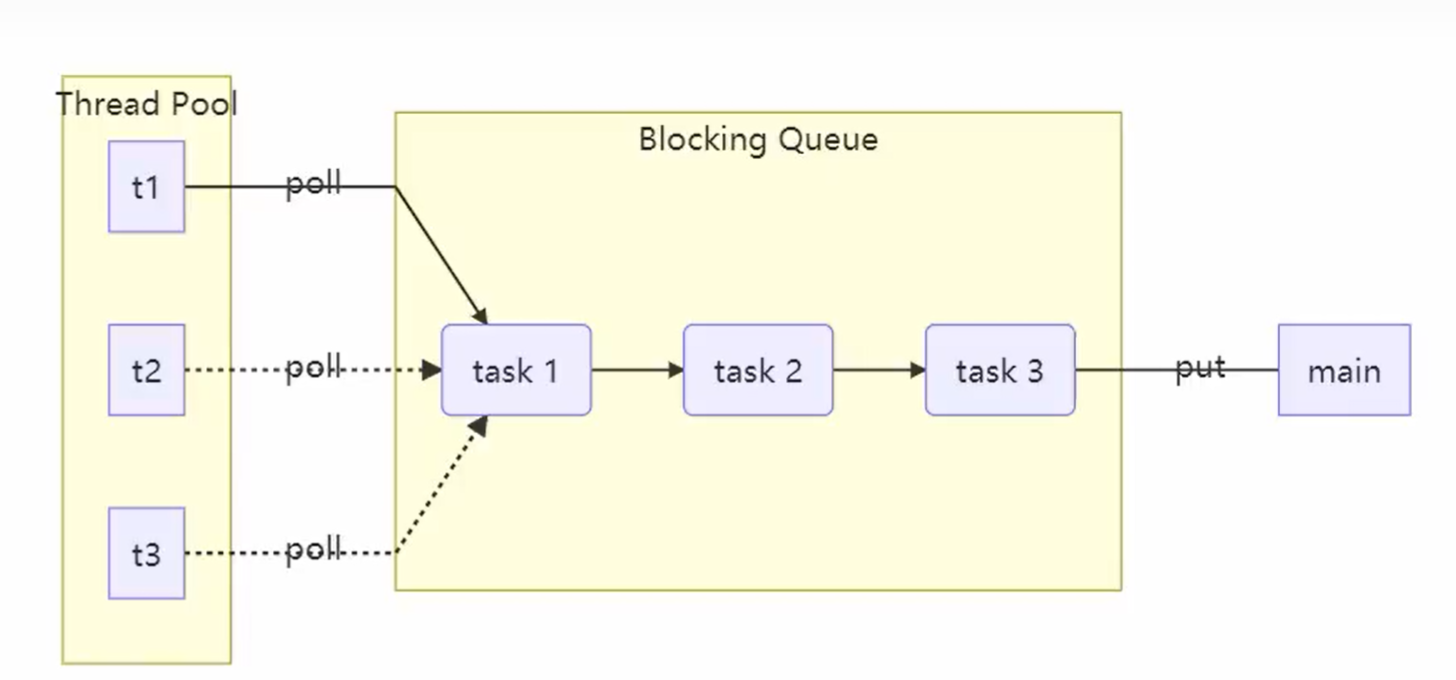 Thread Pool
Blocking Queue
t1
poll
t2
poll
task 1
task 2
task 3
put
main
t3
poll